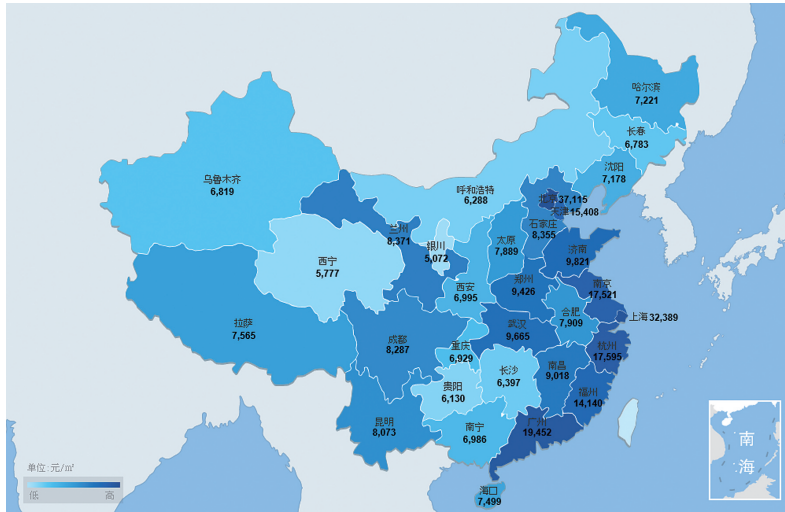 哈尔滨
7,221
长春
6,783
沈阳
7,178
乌鲁木齐
6,819
呼和浩特
6,288
北京 37,115
天津 15,408
石家庄
8,355
兰州
8,371
银川
5,072
太原
7,889
济南
9,821
西宁
5,777
西安
6,995
郑州
9,426
南京
17,521
合肥
7,909
上海 32,389
拉萨
7,565
成都
8,287
重庆
6,929
武汉
9,665
杭州
17,595
长沙
6,397
南昌
9,018
贵阳
6,130
福州
14,140
昆明
8,073
南宁
6,986
广州
19,452
海口
7,499
南
海
单位:元/㎡
低 高